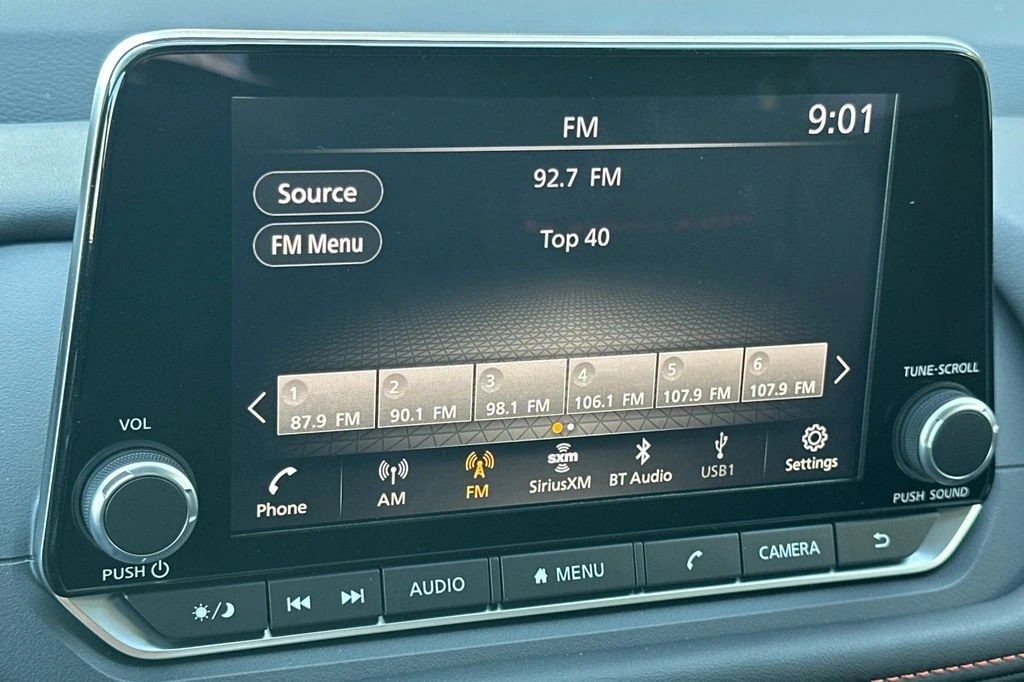 FM
9:01
Source
92.7 FM
FM Menu
Top 40
1
87.9 FM
2
90.1 FM
3
98.1 FM
4
106.1 FM
5
107.9 FM
6
107.9 FM
Phone
AM
FM
sxm
SiriusXM
BT Audio
USB1
Settings
VOL
PUSH
TUNE·SCROLL
PUSH SOUND
AUDIO
MENU
CAMERA